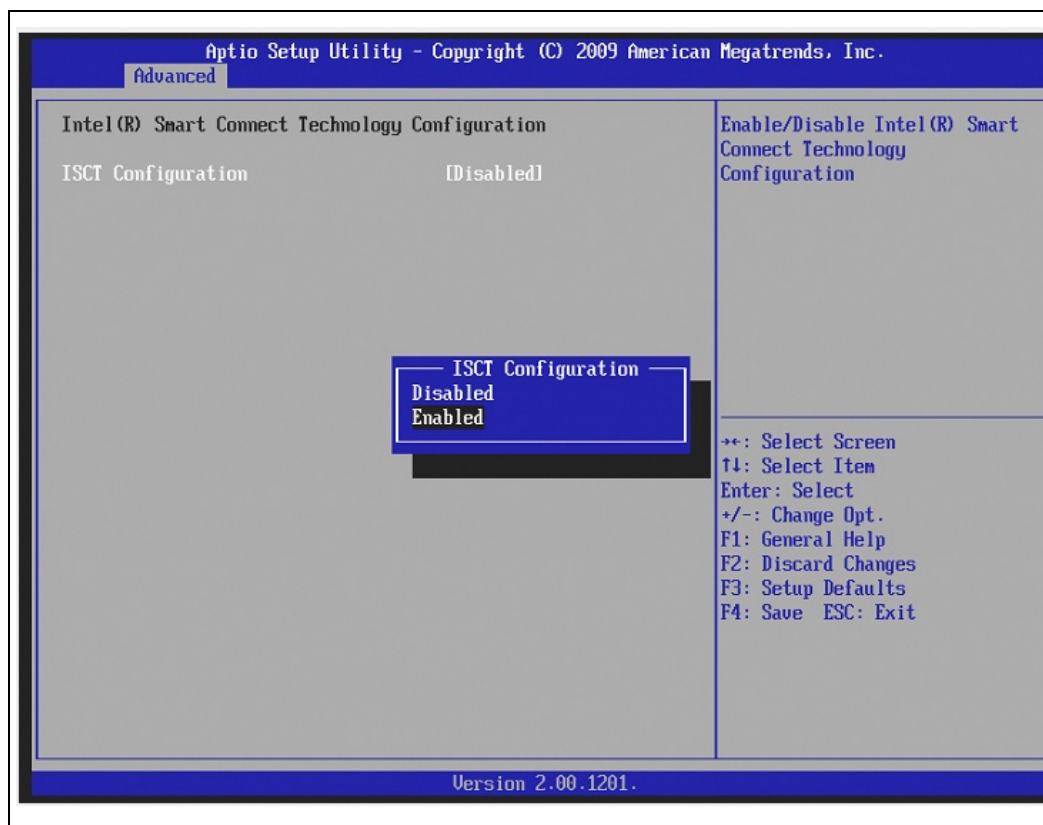 Aptio Setup Utility - Copyright (C) 2009 American Megatrends, Inc.
Advanced
Intel(R) Smart Connect Technology Configuration
ISCT Configuration [Disabled]
Enable/Disable Intel(R) Smart
Connect Technology
Configuration
ISCT Configuration
Disabled
Enabled
→←: Select Screen
↑↓: Select Item
Enter: Select
+/-: Change Opt.
F1: General Help
F2: Discard Changes
F3: Setup Defaults
F4: Save ESC: Exit
Version 2.00.1201.